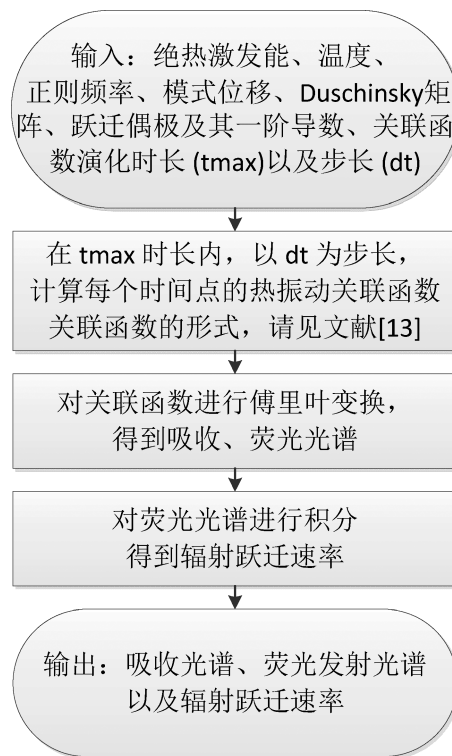 输入：绝热激发能、温度、
正则频率、模式位移、Duschinsky矩
阵、跃迁偶极及其一阶导数、关联函
数演化时长 (tmax)以及步长 (dt)
在 tmax 时长内，以 dt 为步长，
计算每个时间点的热振动关联函数
关联函数的形式，请见文献[13]
对关联函数进行傅里叶变换，
得到吸收、荧光光谱
对荧光光谱进行积分
得到辐射跃迁速率
输出：吸收光谱、荧光发射光谱
以及辐射跃迁速率